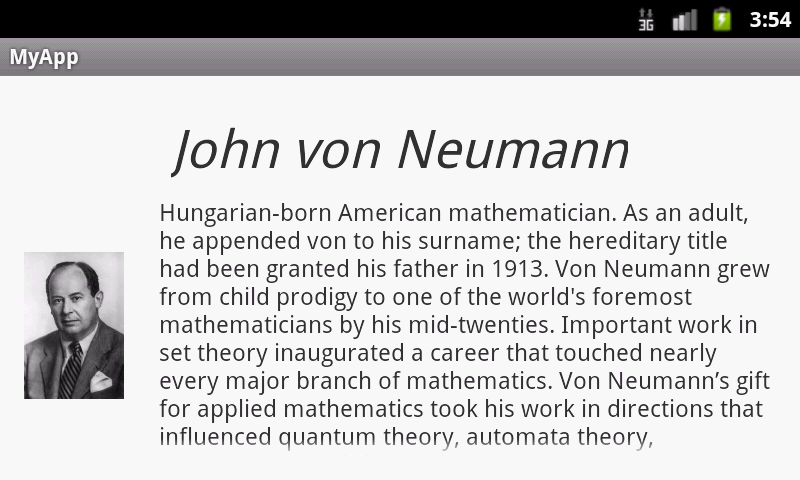 3G 3:54
MyApp
John von Neumann
Hungarian-born American mathematician. As an adult,
he appended von to his surname; the hereditary title
had been granted his father in 1913. Von Neumann grew
from child prodigy to one of the world's foremost
mathematicians by his mid-twenties. Important work in
set theory inaugurated a career that touched nearly
every major branch of mathematics. Von Neumann’s gift
for applied mathematics took his work in directions that
influenced quantum theory, automata theory,